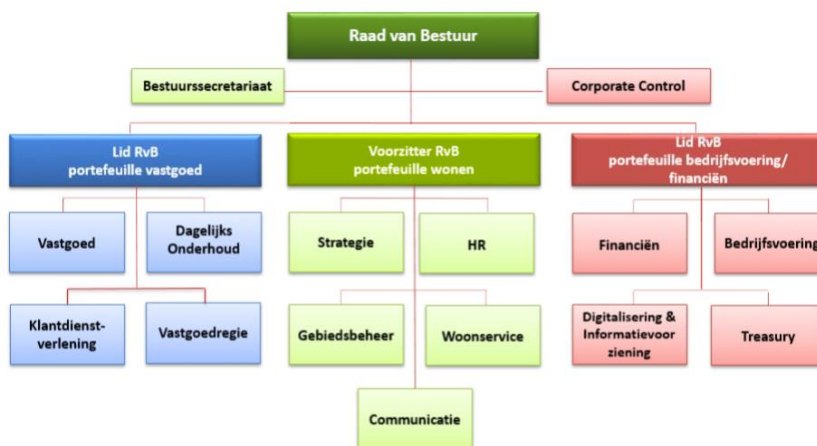 Raad van Bestuur
Bestuurssecretariaat
Corporate Control
Lid RvB
portefeuille vastgoed
Voorzitter RvB
portefeuille wonen
Lid RvB
portefeuille bedrijfsvoering/
financiën
Vastgoed
Dagelijks
Onderhoud
Strategie
HR
Financiën
Bedrijfsvoering
Klantdienst-
verlening
Vastgoedregie
Gebiedsbeheer
Woonservice
Digitalisering &
Informatievoor
ziening
Treasury
Communicatie